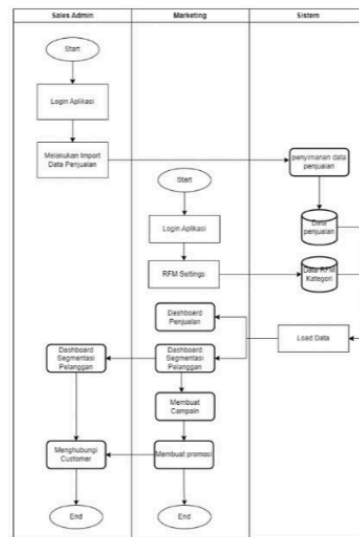 Sales Admin
Marketing
Sistem
Start
Login Aplikasi
Melakukan Import
Data Penjualan
penyimanan data
penjualan
Start
Data
penjualan
Login Aplikasi
RFM Settings
Data RFM
Kategori
Dashboard
Penjualan
Load Data
Dashboard
Segmentasi
Pelanggan
Dashboard
Segmentasi
Pelanggan
Membuat
Campain
Menghubungi
Customer
Membuat promosi
End
End